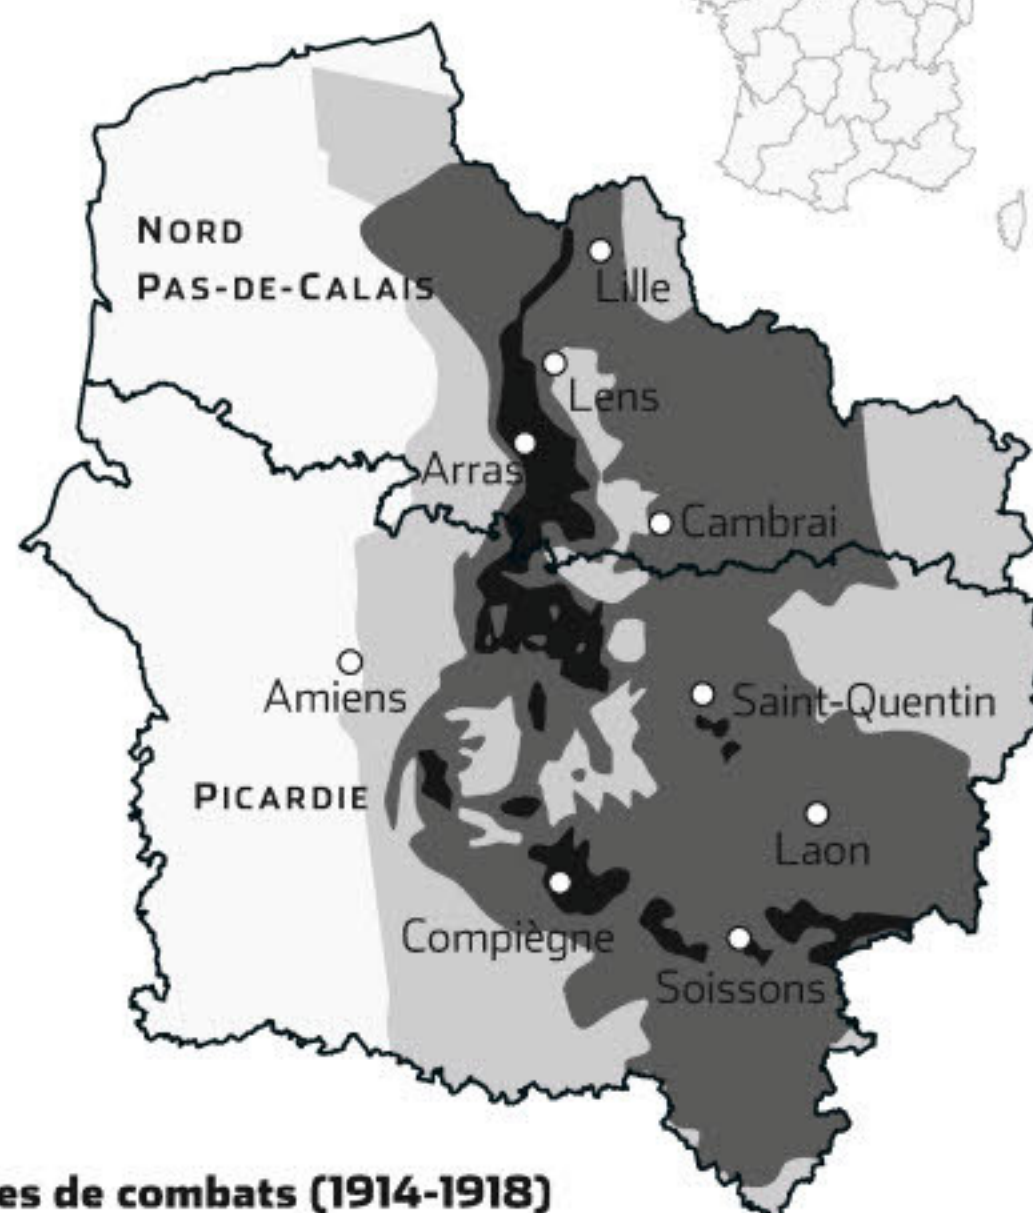 NORD
PAS-DE-CALAIS
Lille
Lens
Arras
Cambrai
Amiens
Saint-Quentin
PICARDIE
Laon
Compiègne
Soissons
de combats (1914-1918)